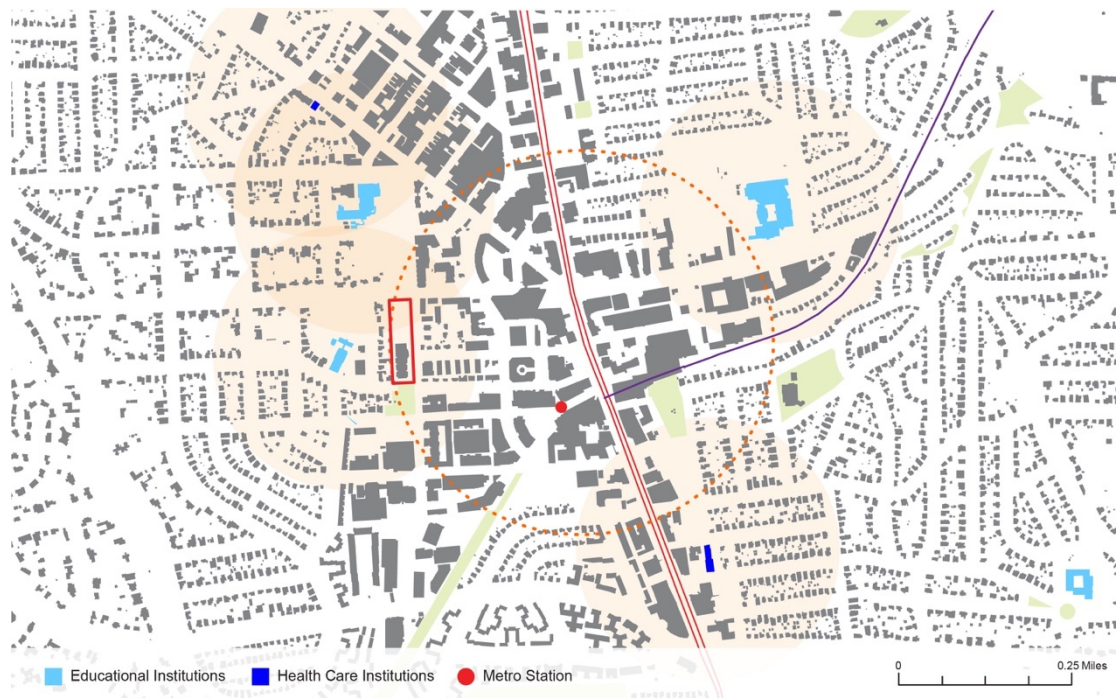 Educational Institutions
Health Care Institutions
Metro Station
0
0.25 Miles